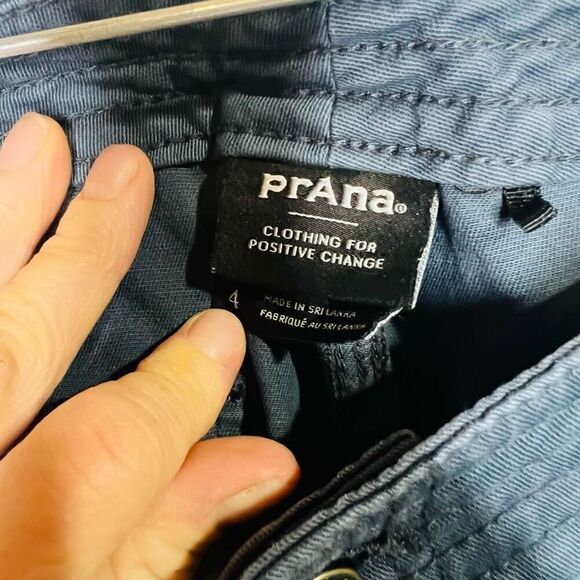 prAna®
CLOTHING FOR
POSITIVE CHANGE
4 MADE IN SRI LANKA
FABRIQUÉ AU SRI LANKA